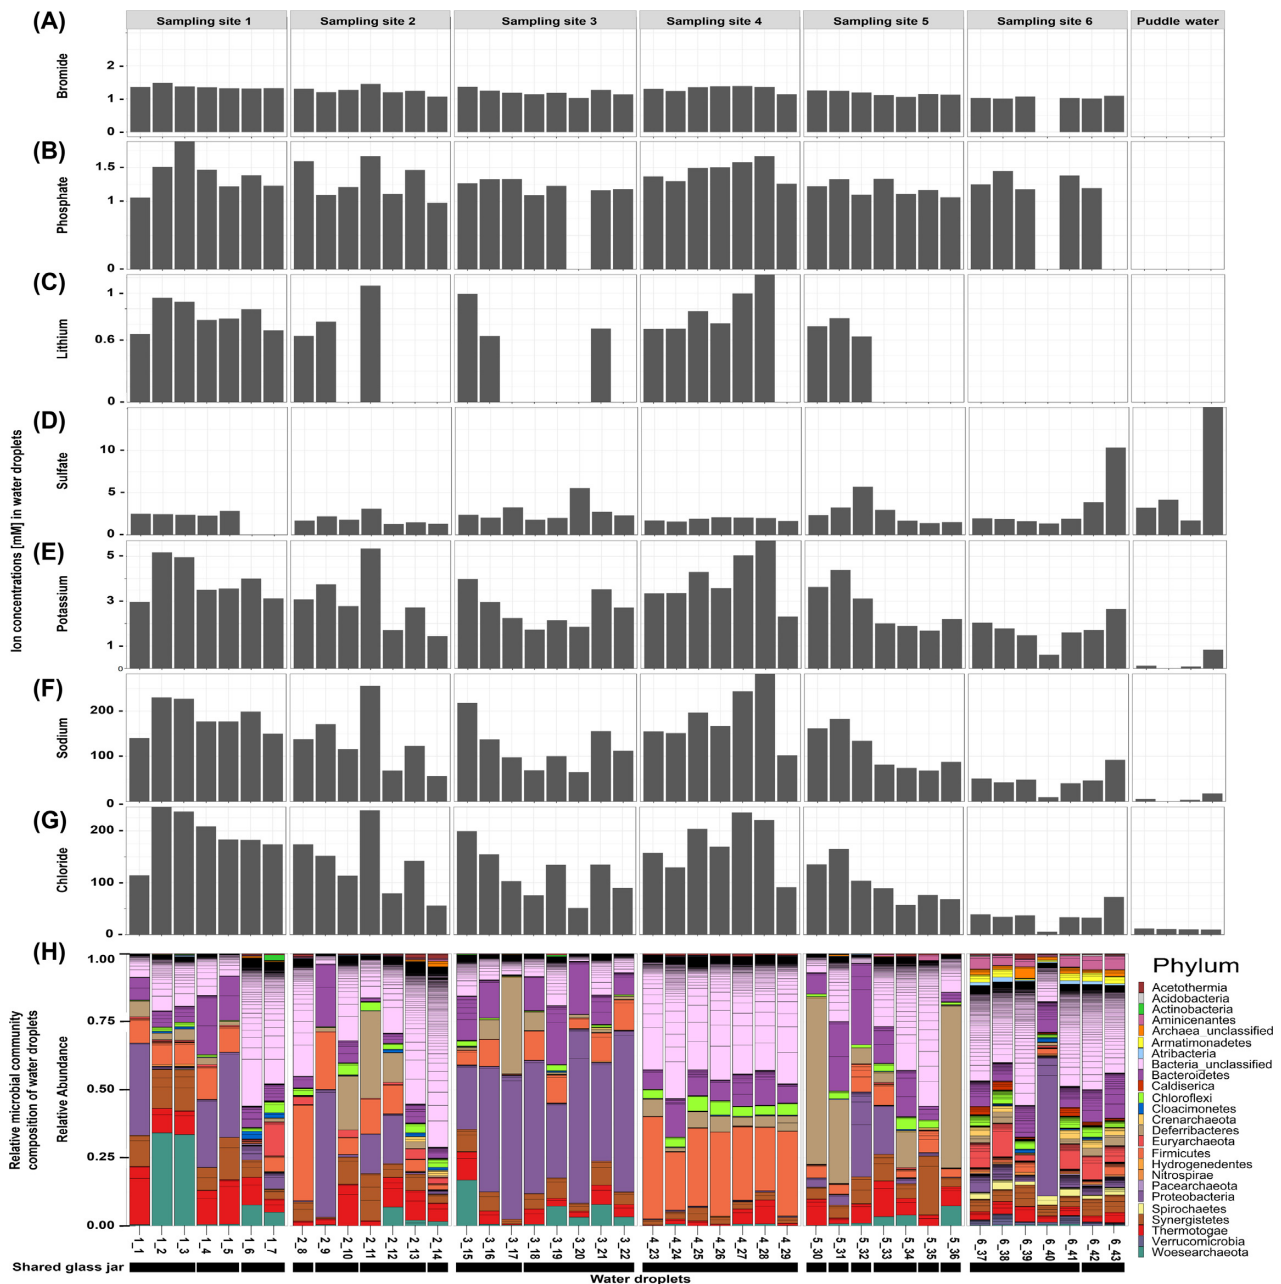 (A)
Sampling site 1
Sampling site 2
Sampling site 3
Sampling site 4
Sampling site 5
Sampling site 6
Puddle water
Bromide
2
1
0
(B)
Phosphate
1.5
1
0
(C)
Lithium
1
0.6
0
(D)
Sulfate
10
5
0
Ion concentrations [mM] in water droplets
(E)
Potassium
5
3
1
0
(F)
Sodium
200
100
0
(G)
Chloride
200
100
0
(H)
Relative microbial community
composition of water droplets
Relative Abundance
1.00
0.75
0.50
0.25
0.00
Phylum
Acetothermia
Acidobacteria
Actinobacteria
Aminicenantes
Archaea_unclassified
Armatimonadetes
Atribacteria
Bacteria_unclassified
Bacteroidetes
Caldiserica
Chloroflexi
Cloacimonetes
Crenarchaeota
Deferribacteres
Euryarchaeota
Firmicutes
Hydrogenedentes
Nitrospirae
Pacearchaeota
Proteobacteria
Spirochaetes
Synergistetes
Thermotogae
Verrucomicrobia
Woesearchaeota
1_1
1_2
1_3
1_4
1_5
1_6
1_7
2_8
2_9
2_10
2_11
2_12
2_13
2_14
3_15
3_16
3_17
3_18
3_19
3_20
3_21
3_22
4_23
4_24
4_25
4_26
4_27
4_28
4_29
5_30
5_31
5_32
5_33
5_34
5_35
5_36
6_37
6_38
6_39
6_40
6_41
6_42
6_43
Shared glass jar
Water droplets